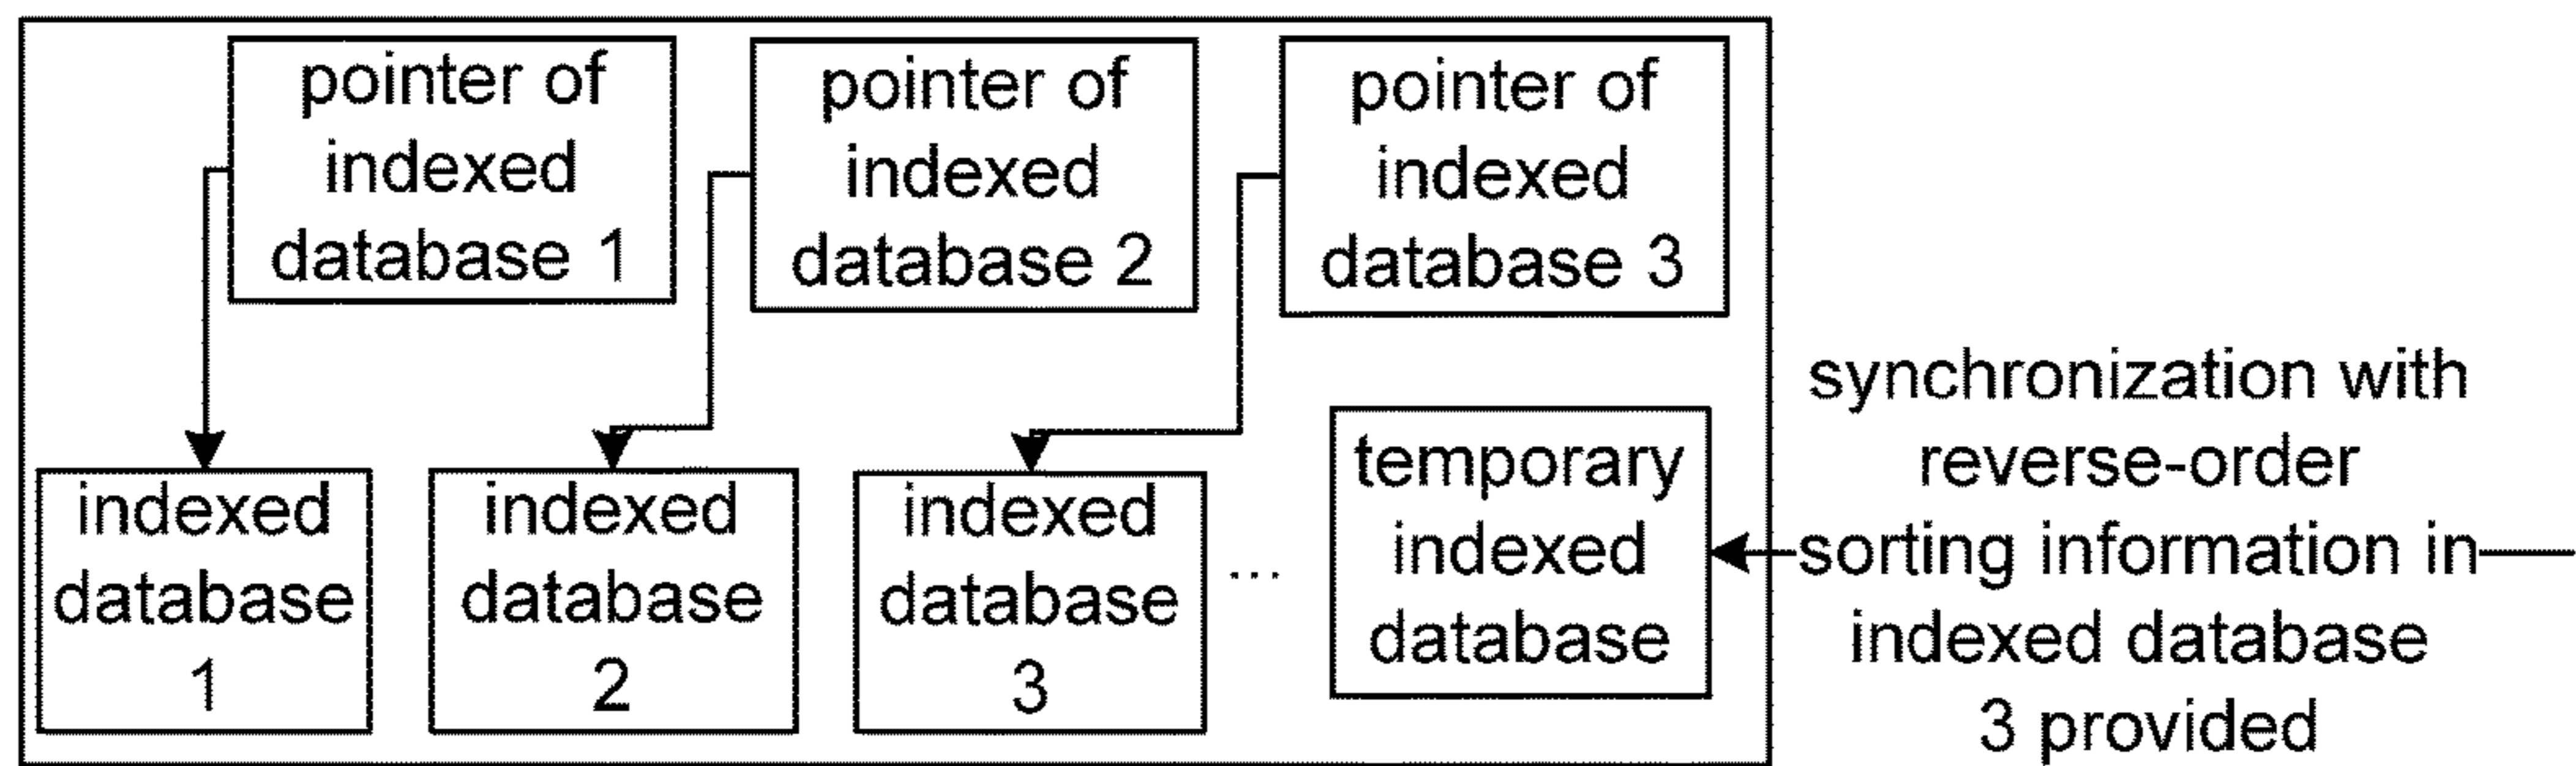 pointer of
indexed
database 1
pointer of
indexed
database 2
pointer of
indexed
database 3
indexed
database
1
indexed
database
2
indexed
database
3
...
temporary
indexed
database
synchronization with
reverse-order
sorting information in
indexed database
3 provided